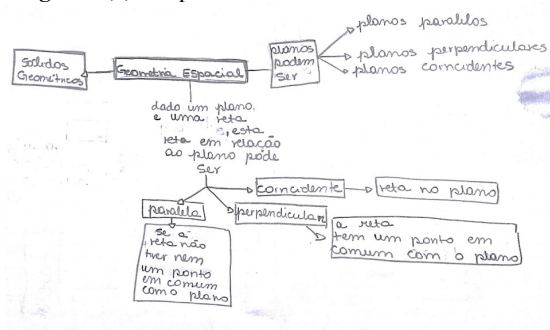 planos paralelos
planos perpendiculares
planos coincidentes
planos
podem
ser
Geometria Espacial
Sólidos
Geométricos
dado um plano,
e uma reta
, esta
reta em relação
ao plano pode
ser
coincidente
reta no plano
paralela
perpendicular
se a
reta não
tiver nem
um ponto
em comum
com o plano
a reta
tem um ponto em
comum com o plano